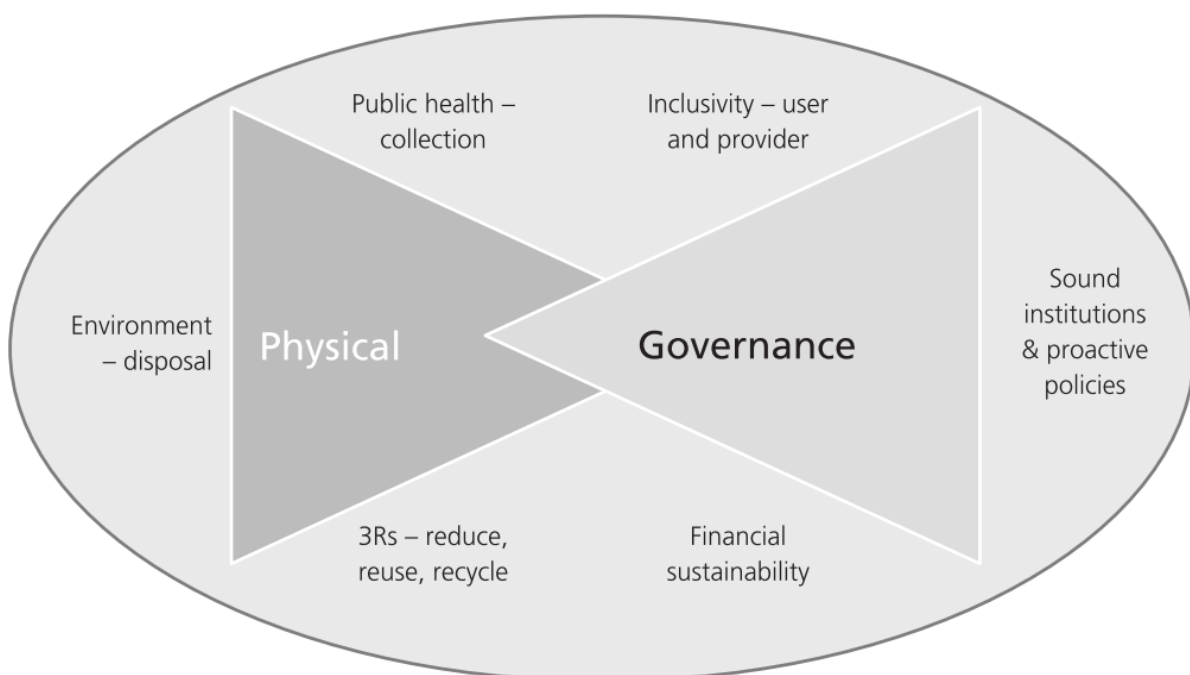 Public health –
collection
Inclusivity – user
and provider
Environment
– disposal
Physical
Governance
Sound
institutions
& proactive
policies
3Rs – reduce,
reuse, recycle
Financial
sustainability